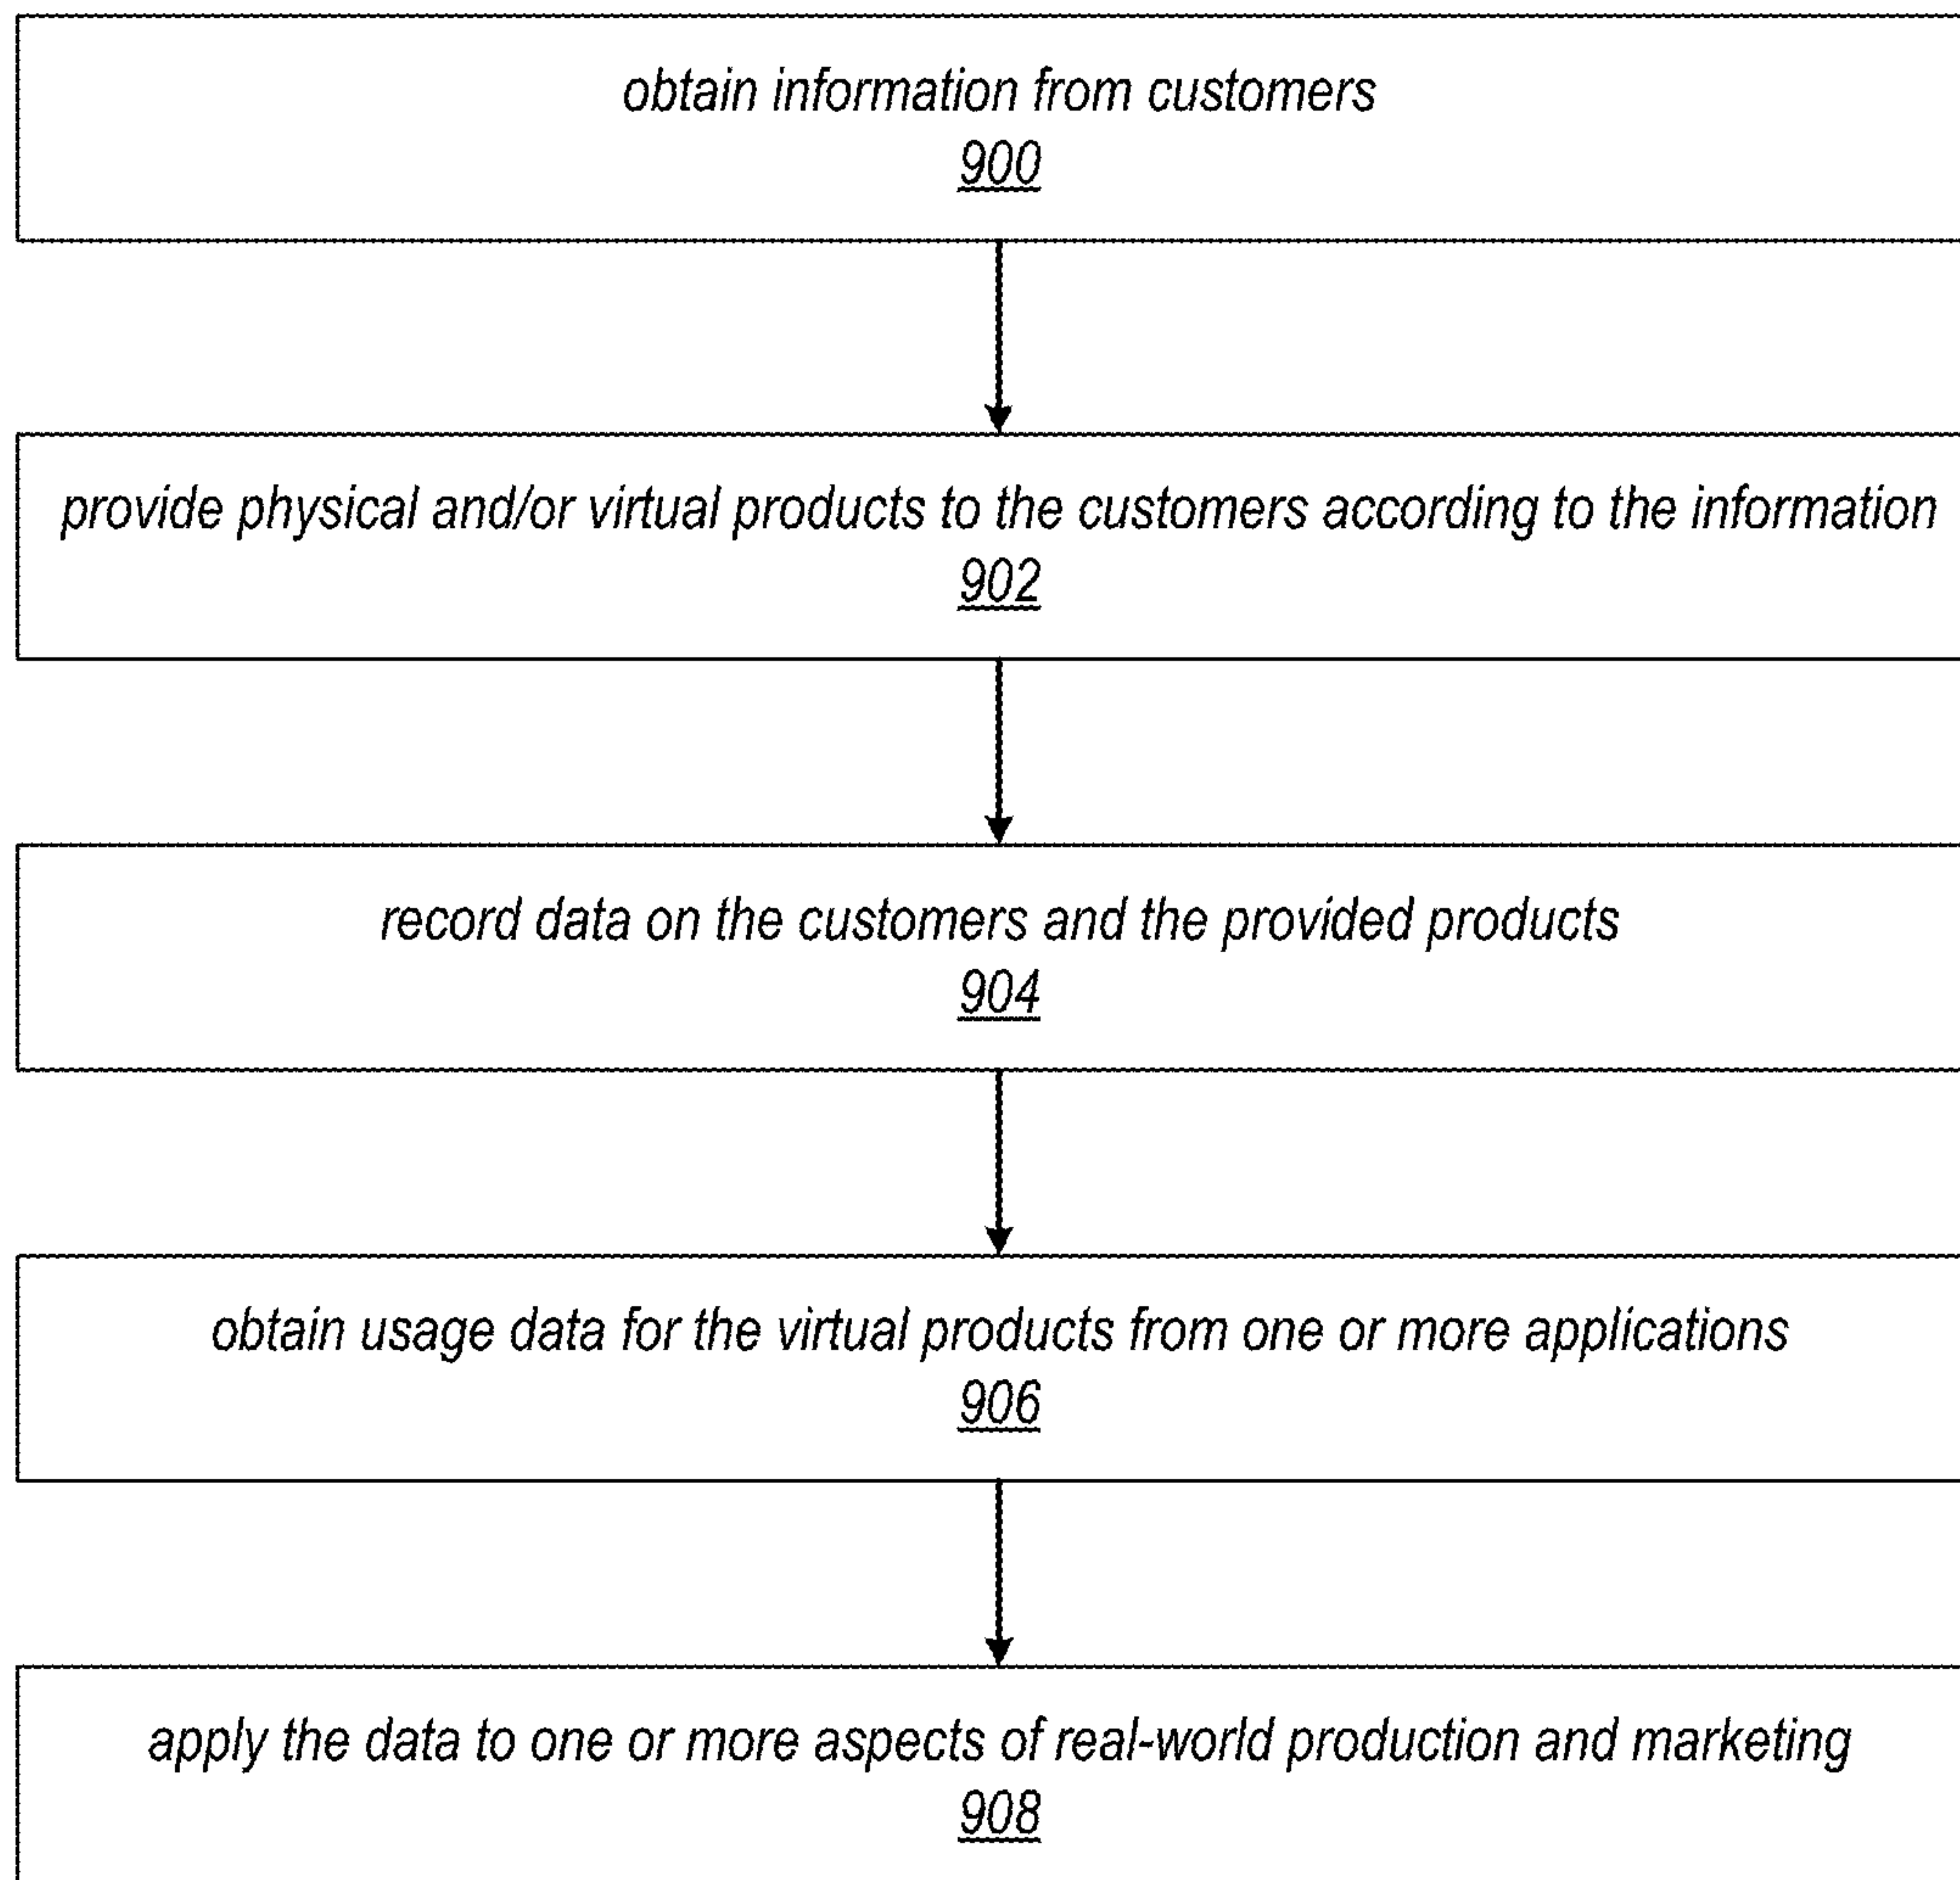 obtain information from customers
900
provide physical and/or virtual products to the customers according to the information
902
record data on the customers and the provided products
904
obtain usage data for the virtual products from one or more applications
906
apply the data to one or more aspects of real-world production and marketing
908